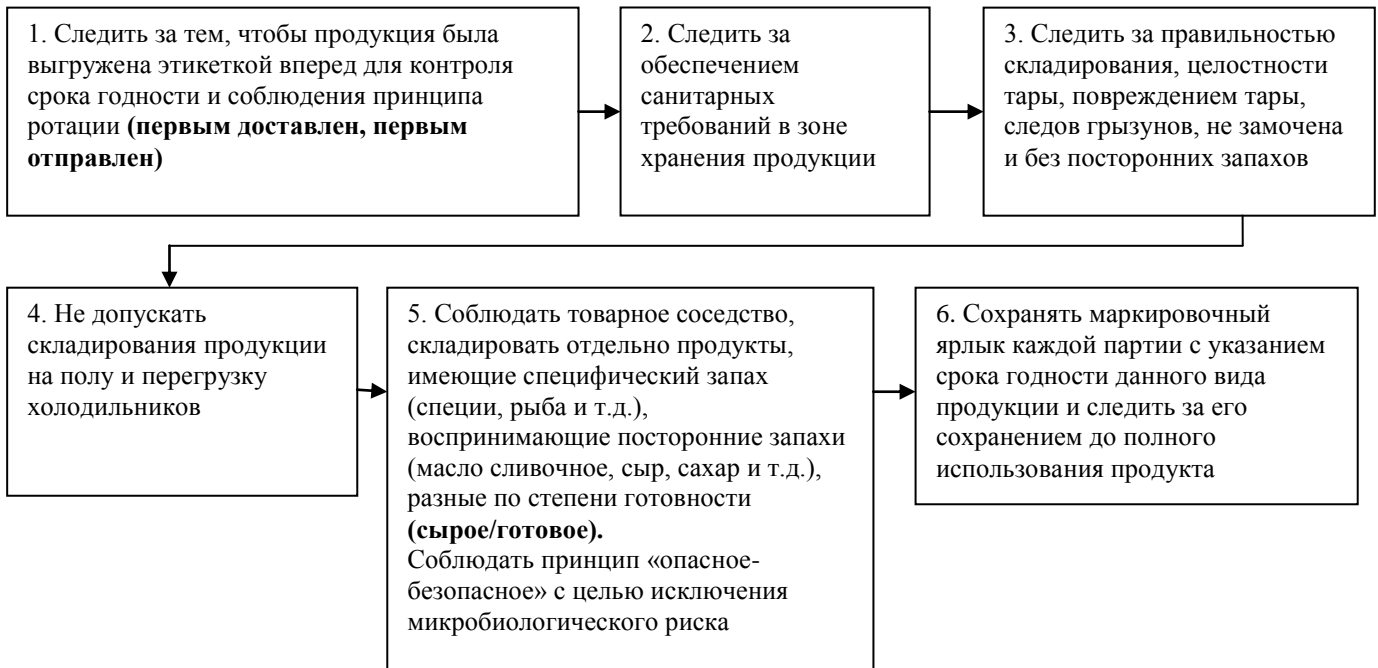 1. Следить за тем, чтобы продукция была
выгружена этикеткой вперед для контроля
срока годности и соблюдения принципа
ротации (первым доставлен, первым
отправлен)
2. Следить за
обеспечением
санитарных
требований в зоне
хранения продукции
3. Следить за правильностью
складирования, целостности
тары, повреждением тары,
следов грызунов, не замочена
и без посторонних запахов
4. Не допускать
складирования продукции
на полу и перегрузку
холодильников
5. Соблюдать товарное соседство,
складировать отдельно продукты,
имеющие специфический запах
(специи, рыба и т.д.),
воспринимающие посторонние запахи
(масло сливочное, сыр, сахар и т.д.),
разные по степени готовности
(сырое/готовое).
Соблюдать принцип «опасное-
безопасное» с целью исключения
микробиологического риска
6. Сохранять маркировочный
ярлык каждой партии с указанием
срока годности данного вида
продукции и следить за его
сохранением до полного
использования продукта